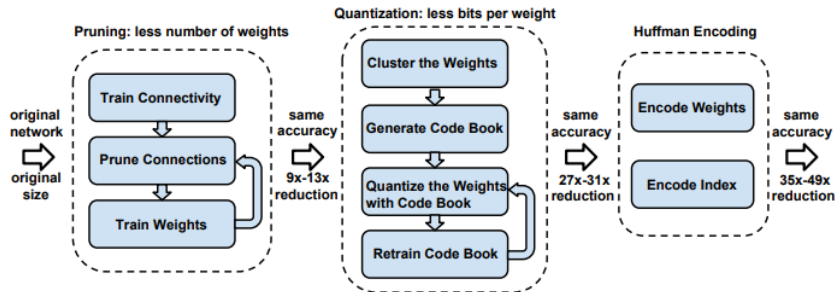 Pruning: less number of weights
Train Connectivity
Prune Connections
Train Weights
original
network
original
size
same
accuracy
9x-13x
reduction
Quantization: less bits per weight
Cluster the Weights
Generate Code Book
Quantize the Weights
with Code Book
Retrain Code Book
same
accuracy
27x-31x
reduction
Huffman Encoding
Encode Weights
Encode Index
same
accuracy
35x-49x
reduction